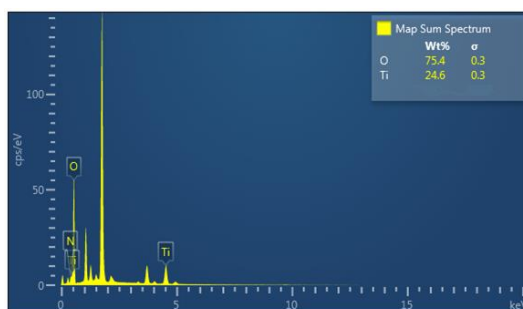 Map Sum Spectrum
Wt% σ
O 75.4 0.3
Ti 24.6 0.3
cps/eV
100
50
0
O
N
Ti
Ti
0 5 10 15 keV